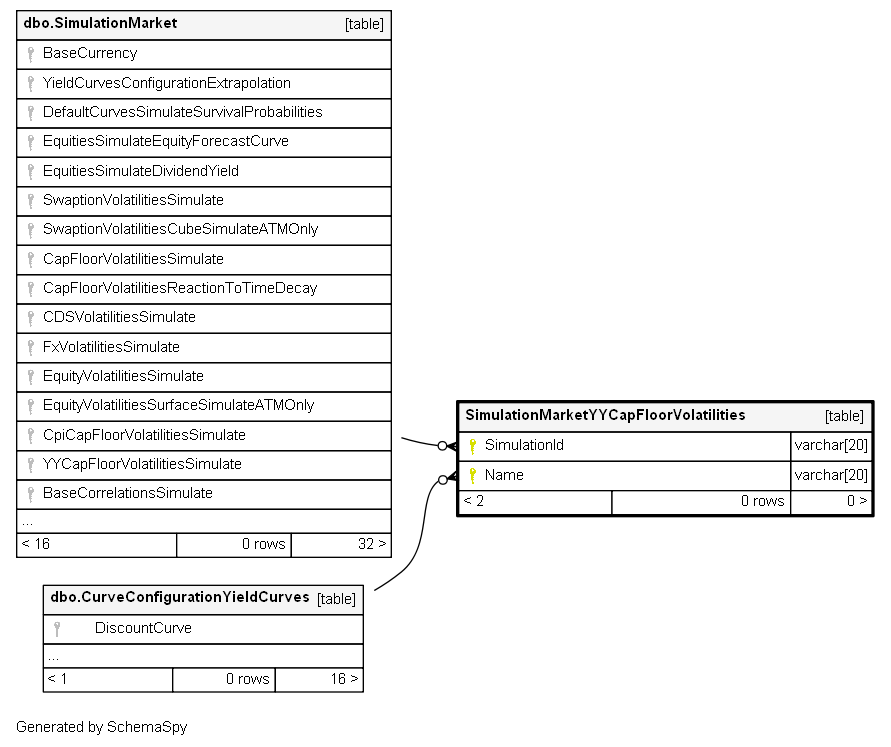 dbo.SimulationMarket [table]
BaseCurrency
YieldCurvesConfigurationExtrapolation
DefaultCurvesSimulateSurvivalProbabilities
EquitiesSimulateEquityForecastCurve
EquitiesSimulateDividendYield
SwaptionVolatilitiesSimulate
SwaptionVolatilitiesCubeSimulateATMOnly
CapFloorVolatilitiesSimulate
CapFloorVolatilitiesReactionToTimeDecay
CDSVolatilitiesSimulate
FxVolatilitiesSimulate
EquityVolatilitiesSimulate
EquityVolatilitiesSurfaceSimulateATMOnly
CpiCapFloorVolatilitiesSimulate
YYCapFloorVolatilitiesSimulate
BaseCorrelationsSimulate
...
< 16 0 rows 32 >
SimulationMarketYYCapFloorVolatilities [table]
SimulationId varchar[20]
Name varchar[20]
< 2 0 rows 0 >
dbo.CurveConfigurationYieldCurves [table]
DiscountCurve
...
< 1 0 rows 16 >
Generated by SchemaSpy